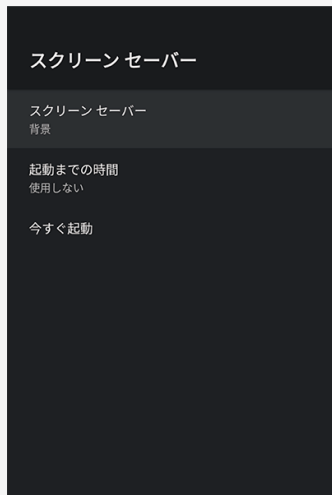 スクリーン セーバー
スクリーン セーバー
背景
起動までの時間
使用しない
今すぐ起動